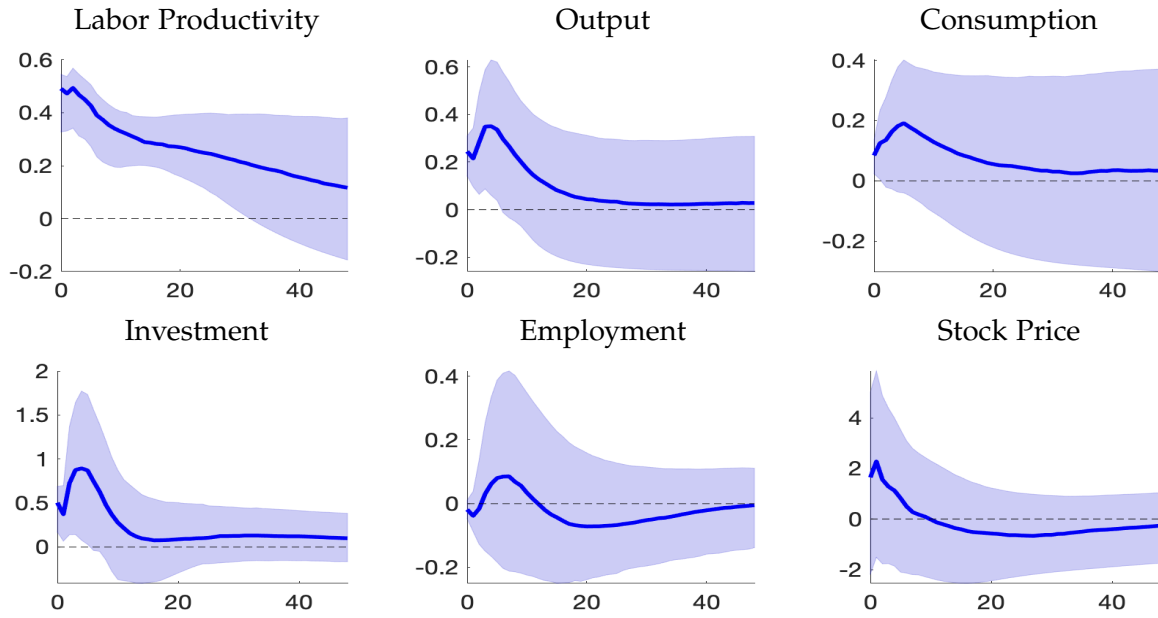 Labor Productivity Output Consumption
0.6 0.6 0.4
0.4 0.4 0.2
0.2 0.2 0
0 0 -0.2
-0.2 -0.2
0 20 40 0 20 40 0 20 40
Investment Employment Stock Price
2 0.4 4
1.5 0.2 2
1 0 0
0.5 -0.2 -2
0
0 20 40 0 20 40 0 20 40